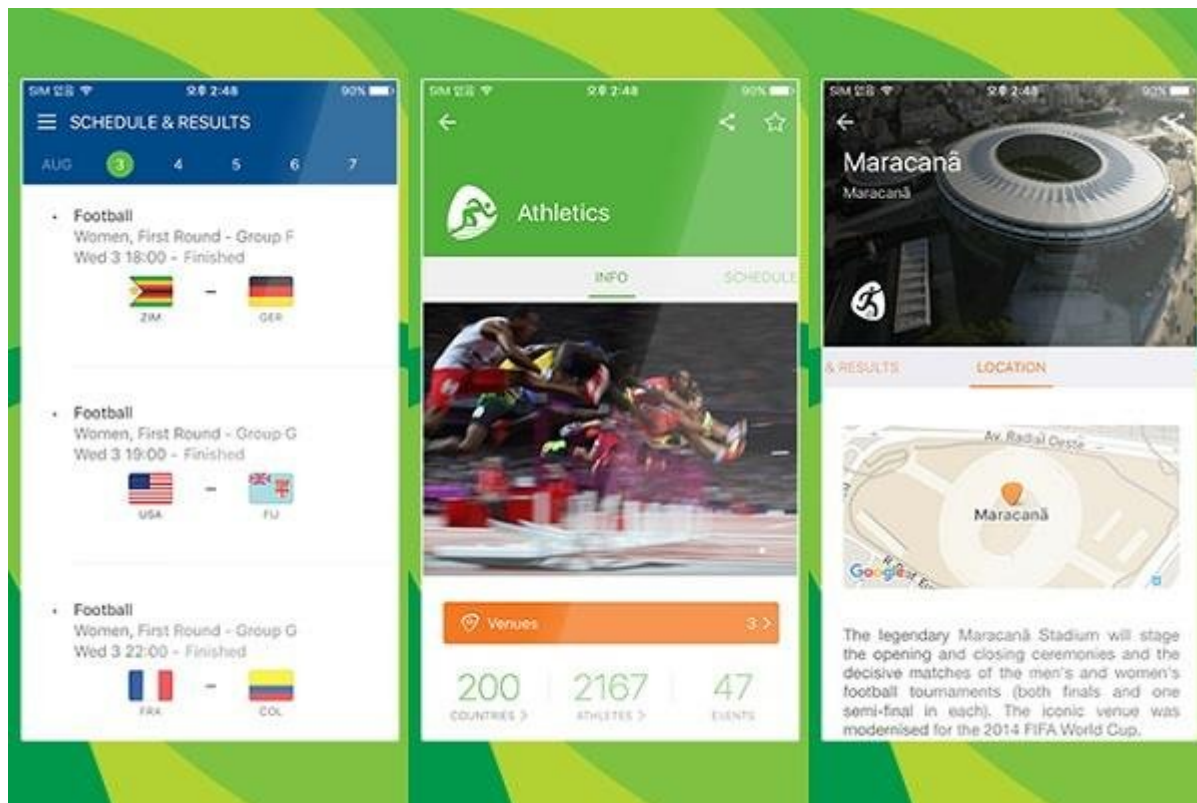 SIM 없음
오후 2:48
90%
SCHEDULE & RESULTS
AUG 3 4 5 6 7
Football
Women, First Round - Group F
Wed 3 18:00 - Finished
-
ZIM GER
Football
Women, First Round - Group G
Wed 3 19:00 - Finished
-
USA FIJ
Football
Women, First Round - Group G
Wed 3 22:00 - Finished
-
FRA COL
SIM 없음
오후 2:48
90%
Athletics
INFO SCHEDULE
Venues 3 >
200 2167 47
COUNTRIES > ATHLETES > EVENTS
SIM 없음
오후 2:48
90%
Maracanã
Maracanã
& RESULTS LOCATION
Av. Radial Oeste
Maracanã
Google
The legendary Maracanã Stadium will stage
the opening and closing ceremonies and the
decisive matches of the men's and women's
football tournaments (both finals and one
semi-final in each). The iconic venue was
modernised for the 2014 FIFA World Cup.